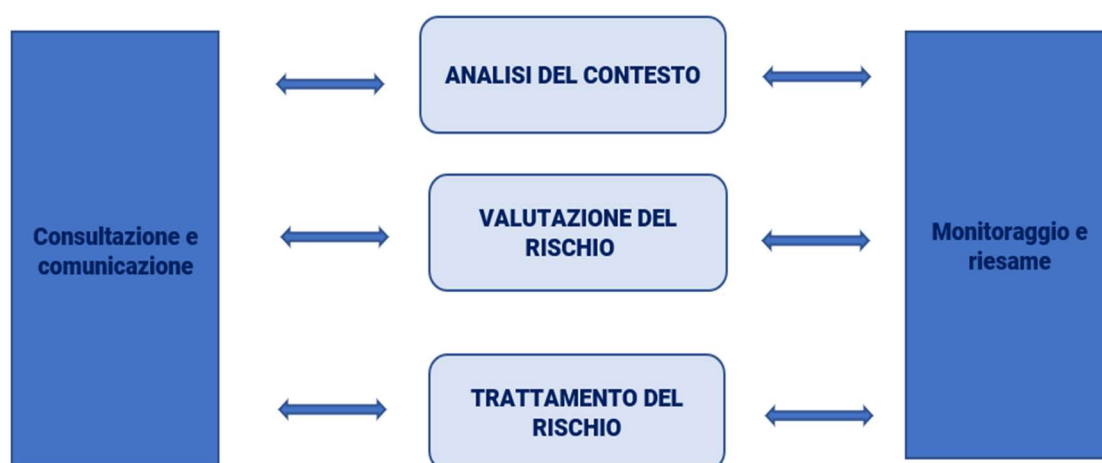 ANALISI DEL CONTESTO
Consultazione e
comunicazione
VALUTAZIONE DEL
RISCHIO
Monitoraggio e
riesame
TRATTAMENTO DEL
RISCHIO